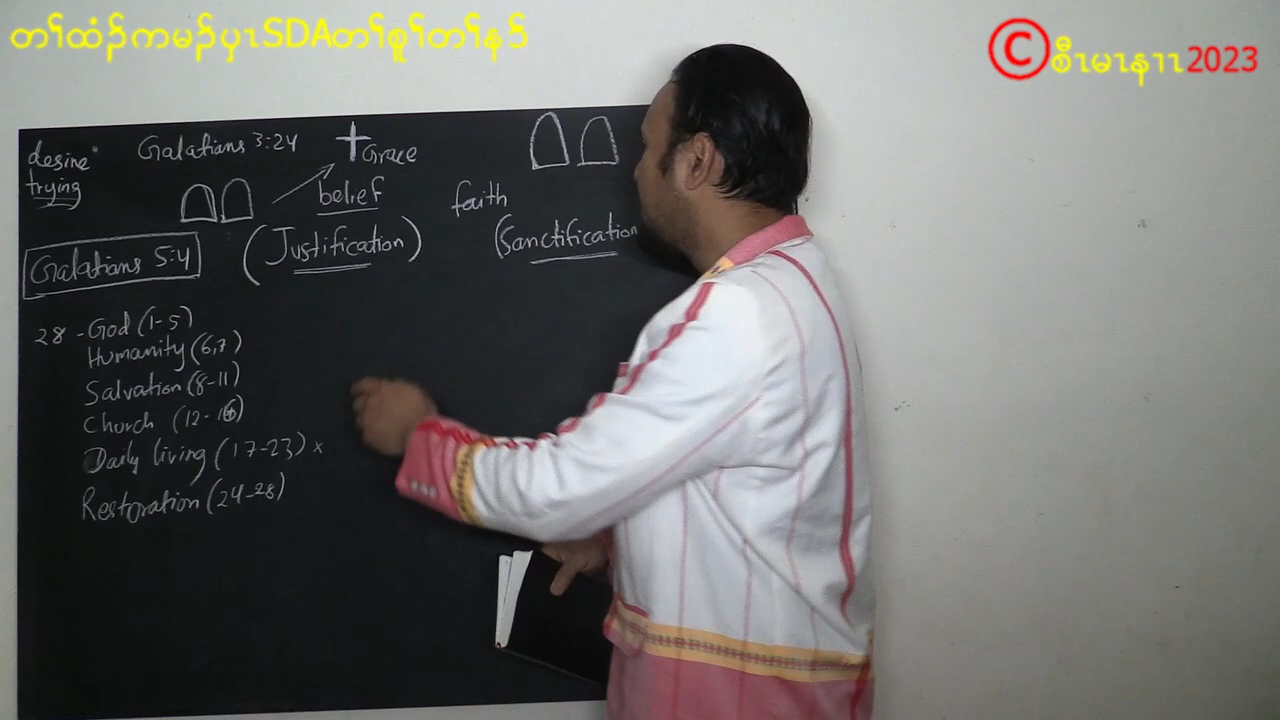 တၢ်ထံၣ်ကမၣ်ပှၤSDAတၢ်စူၢ်တၢ်နၥ်
©စီၤမၤနၤၤ2023
desire
trying
Galatians 3:24
Grace
belief
faith
(Justification)
(Sanctification
Galatians 5:4
28 - God (1-5)
Humanity (6,7)
Salvation (8-11)
Church (12-16)
Daily living (17-23) x
Restoration (24-28)